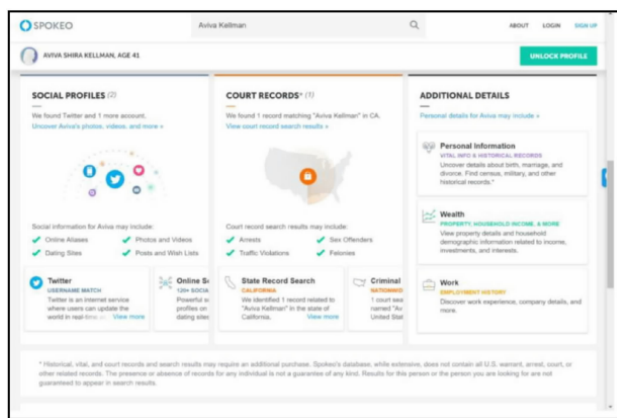 SPOKEO
Aviva Kellman
ABOUT
LOGIN
SIGN UP
AVIVA SHIRA KELLMAN, AGE 41
UNLOCK PROFILE
SOCIAL PROFILES (2)
We found Twitter and 1 more account.
Uncover Aviva's photos, videos, and more »
Social information for Aviva may include:
Online Aliases
Photos and Videos
Dating Sites
Posts and Wish Lists
Twitter
USERNAME MATCH
Twitter is an internet service
where users can update the
world in real-time
View more
Online S
120+ SOCIA
Powerful s
profiles on
dating sites
COURT RECORDS* (1)
We found 1 record matching "Aviva Kellman" in CA.
View court record search results »
Court record search results may include:
Arrests
Sex Offenders
Traffic Violations
Felonies
State Record Search
CALIFORNIA
We identified 1 record related to
"Aviva Kellman" in the state of
California.
View more
Criminal
NATIONWID
1 court sea
named "Av
United Stat
ADDITIONAL DETAILS
Personal details for Aviva may include »
Personal Information
VITAL INFO & HISTORICAL RECORDS
Uncover details about birth, marriage, and
divorce. Find census, military, and other
historical records.*
Wealth
PROPERTY, HOUSEHOLD INCOME, & MORE
View property details and household
demographic information related to income,
investments, and interests.
Work
EMPLOYMENT HISTORY
Discover work experience, company details, and
more.
* Historical, vital, and court records and search results may require an additional purchase. Spokeo's database, while extensive, does not contain all U.S. warrant, arrest, court, or
other related records. The presence or absence of records for any individual is not a guarantee of any kind. Results for this person or the person you are looking for are not
guaranteed to appear in search results.